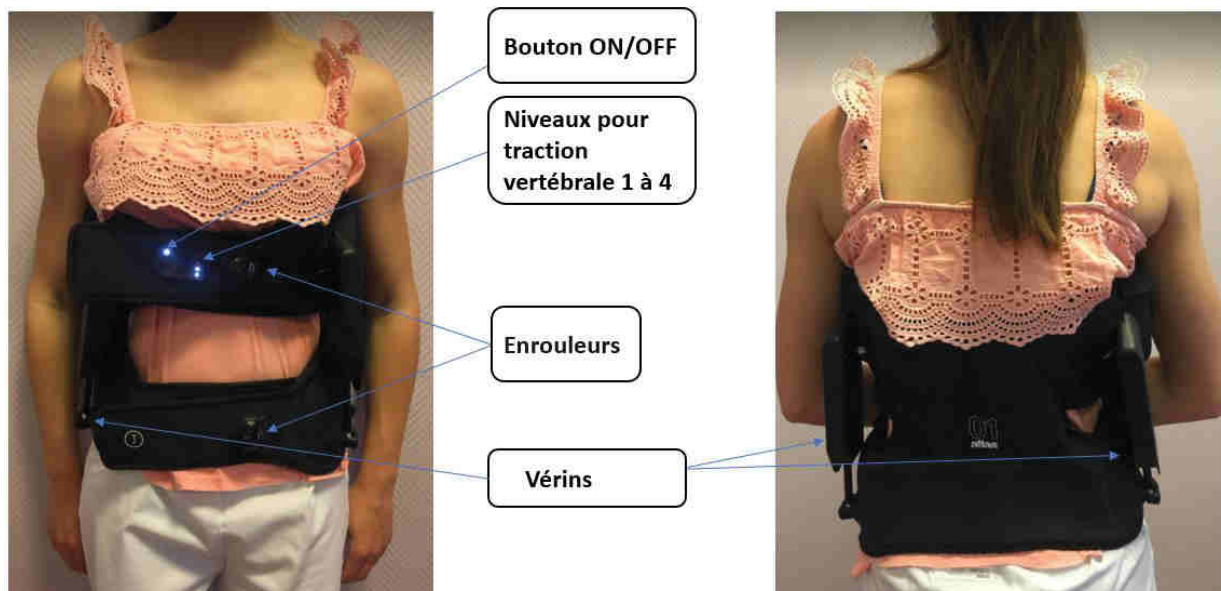 Bouton ON/OFF
Niveaux pour
traction
vertébrale 1 à 4
Enrouleurs
Vérins